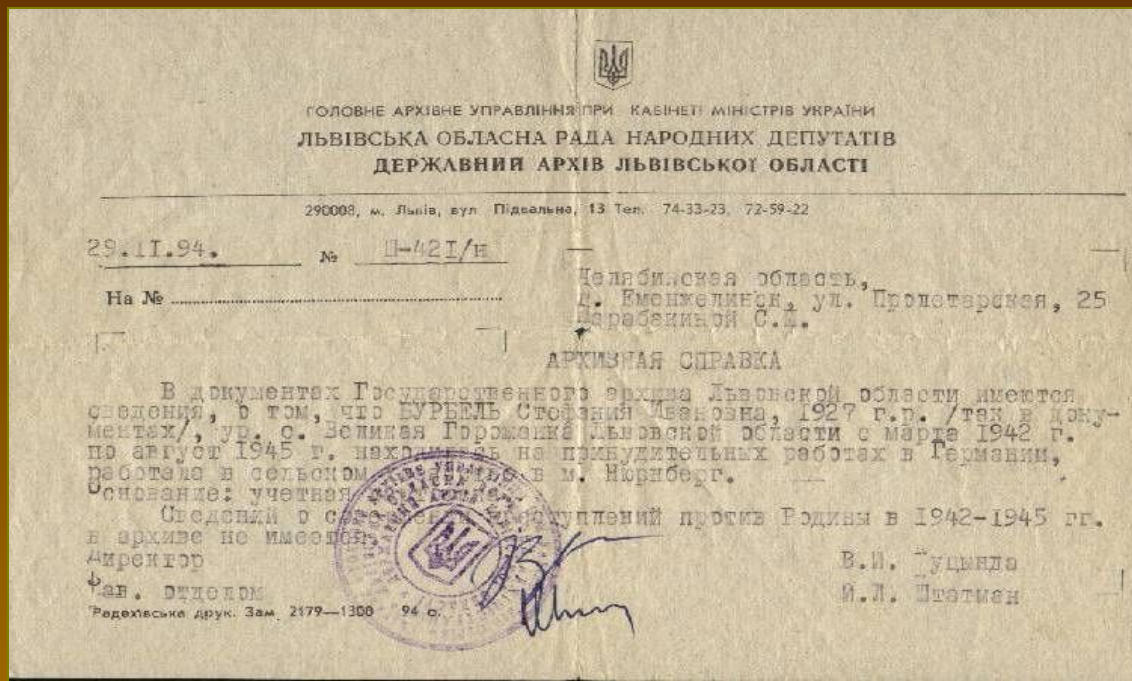 ГОЛОВНЕ АРХІВНЕ УПРАВЛІННЯ ПРИ КАБІНЕТІ МІНІСТРІВ УКРАЇНИ
ЛЬВІВСЬКА ОБЛАСНА РАДА НАРОДНИХ ДЕПУТАТІВ
ДЕРЖАВНИЙ АРХІВ ЛЬВІВСЬКОЇ ОБЛАСТІ
290008, м. Львів, вул. Підвальна, 13 Тел. 74-33-23, 72-59-22
29.II.94. № Ш-42I/н
На №
Челябинская область,
г. Еменжелинск, ул. Пролетарская, 25
С.И.
АРХИВНАЯ СПРАВКА
В документах Государственного архива Львовской области имеются
сведения, о том, что БУРБЕЛЬ Стефания Ивановна, 1927 г.р. /так в доку-
ментах/, ур. с. Великая Горожанка Львовской области с марта 1942 г.
по август 1945 г. находилась на принудительных работах в Германии,
работала в сельском в м. Нюрнберг.
Основание: учетная
Сведений о против Родины в 1942-1945 гг.
в архиве не имеется.
Директор В.И. Куцында
Зав. отделом И.Л. Штатман
Радехівська друк. Зам. 2179—1300 94 р.